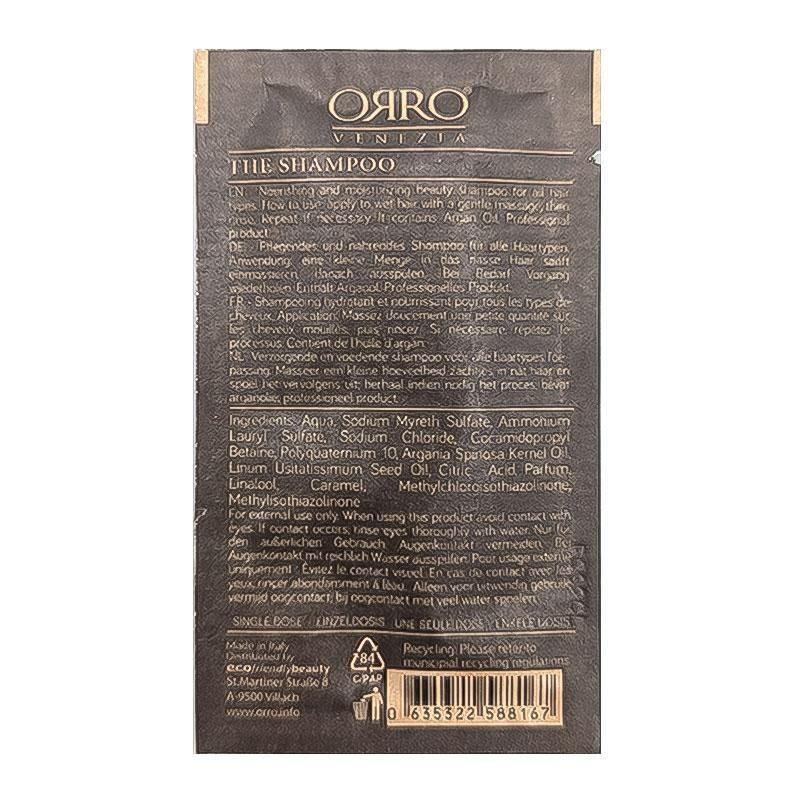 ORRO®
VENEZIA
THE SHAMPOO
EN - Nourishing and moisturizing beauty shampoo for all hair
types. How to use: apply to wet hair with a gentle massage, then
rinse. Repeat if necessary. It contains Argan Oil. Professional
product.
DE - Pflegendes und nährendes Shampoo für alle Haartypen.
Anwendung: eine kleine Menge in das nasse Haar sanft
einmassieren, danach ausspülen. Bei Bedarf Vorgang
wiederholen. Enthält Arganöl. Professionelles Produkt.
FR - Shampooing hydratant et nourrissant pour tous les types de
cheveux. Application: Massez doucement une petite quantité sur
les cheveux mouillés, puis rincez. Si nécessaire, répétez le
processus. Contient de l'huile d'argan.
NL - Verzorgende en voedende shampoo voor alle haartypes. Toe-
passing: Masseer een kleine hoeveelheid zachtjes in nat haar en
spoel het vervolgens uit; herhaal indien nodig het proces. bevat
arganolie, professioneel product.
Ingredients: Aqua, Sodium Myreth Sulfate, Ammonium
Lauryl Sulfate, Sodium Chloride, Cocamidopropyl
Betaine, Polyquaternium 10, Argania Spinosa Kernel Oil,
Linum Usitatissimum Seed Oil, Citric Acid, Parfum,
Linalool, Caramel, Methylchloroisothiazolinone,
Methylisothiazolinone
For external use only. When using this product avoid contact with
eyes. If contact occurs, rinse eyes thoroughly with water. Nur für
den äußerlichen Gebrauch. Augenkontakt vermeiden. Bei
Augenkontakt mit reichlich Wasser ausspülen. Pour usage externe
uniquement. Évitez le contact visuel. En cas de contact avec les
yeux, rincer abondamment à l'eau. Alleen voor uitwendig gebruik,
vermijd oogcontact, bij oogcontact met veel water spoelen.
SINGLE DOSE - EINZELDOSIS - UNE SEULE DOSE - ENKELE DOSIS
Made in Italy
Distributed by
ecofriendlybeauty
St.Martiner Straße 8
A-9500 Villach
www.orro.info
84
C/PAP
Recycling: Please refer to
municipal recycling regulations
0 635322 588167